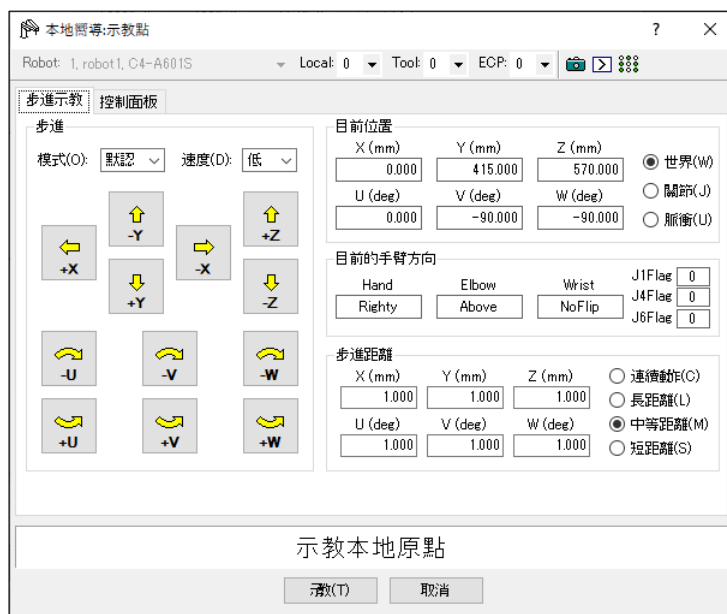 本地嚮導:示教點
Robot: 1, robot1, C4-A601S Local: 0 Tool: 0 ECP: 0
步進示教 控制面板
步進
模式(O): 默認 速度(D): 低
-Y +Z
+X -X
+Y -Z
-U -V -W
+U +V +W
目前位置
X (mm) Y (mm) Z (mm)
0.000 415.000 570.000 世界(W)
U (deg) V (deg) W (deg) 關節(J)
0.000 -90.000 -90.000 脈衝(U)
目前的手臂方向
Hand Elbow Wrist J1Flag 0
Righty Above NoFlip J4Flag 0
J6Flag 0
步進距離
X (mm) Y (mm) Z (mm) 連續動作(C)
1.000 1.000 1.000 長距離(L)
U (deg) V (deg) W (deg) 中等距離(M)
1.000 1.000 1.000 短距離(S)
示教本地原點
示教(T) 取消